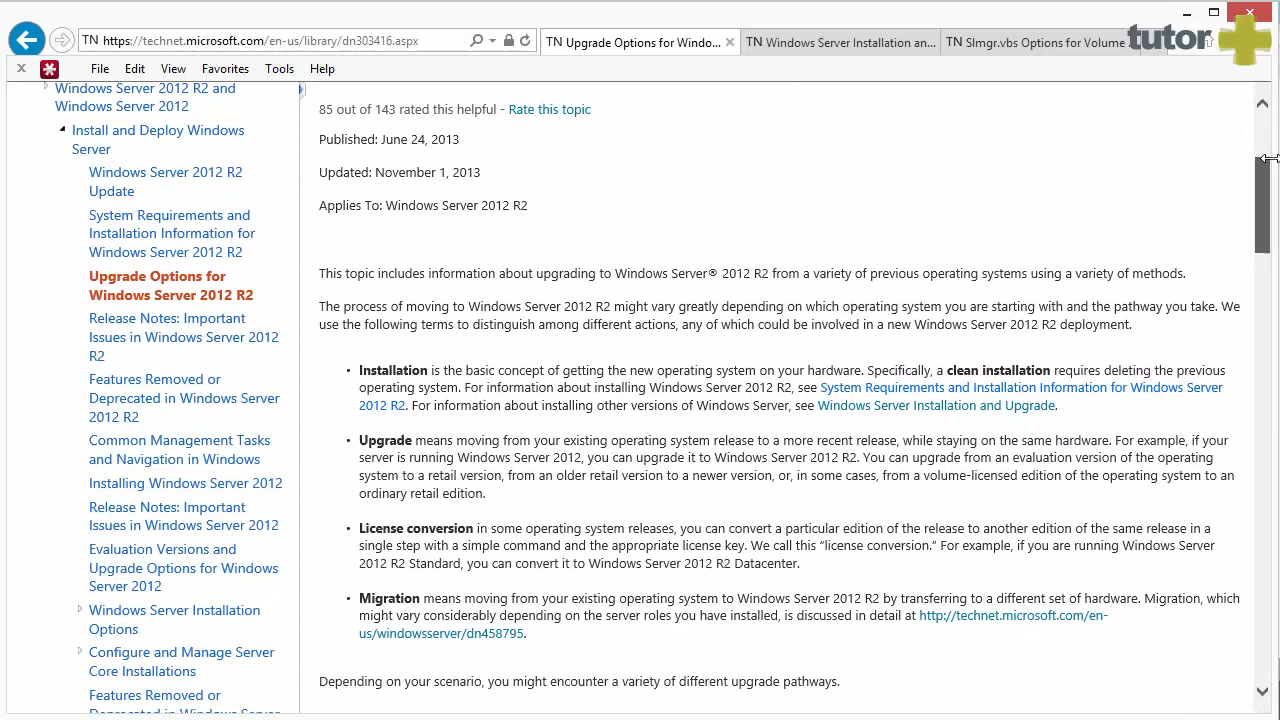 TN https://technet.microsoft.com/en-us/library/dn303416.aspx
TN Upgrade Options for Windo...
TN Windows Server Installation an...
TN Slmgr.vbs Options for Volume
tutor
File Edit View Favorites Tools Help
Windows Server 2012 R2 and
Windows Server 2012
Install and Deploy Windows
Server
Windows Server 2012 R2
Update
System Requirements and
Installation Information for
Windows Server 2012 R2
Upgrade Options for
Windows Server 2012 R2
Release Notes: Important
Issues in Windows Server 2012
R2
Features Removed or
Deprecated in Windows Server
2012 R2
Common Management Tasks
and Navigation in Windows
Installing Windows Server 2012
Release Notes: Important
Issues in Windows Server 2012
Evaluation Versions and
Upgrade Options for Windows
Server 2012
Windows Server Installation
Options
Configure and Manage Server
Core Installations
Features Removed or
Deprecated in Windows Server
85 out of 143 rated this helpful - Rate this topic
Published: June 24, 2013
Updated: November 1, 2013
Applies To: Windows Server 2012 R2
This topic includes information about upgrading to Windows Server® 2012 R2 from a variety of previous operating systems using a variety of methods.
The process of moving to Windows Server 2012 R2 might vary greatly depending on which operating system you are starting with and the pathway you take. We
use the following terms to distinguish among different actions, any of which could be involved in a new Windows Server 2012 R2 deployment.
• Installation is the basic concept of getting the new operating system on your hardware. Specifically, a clean installation requires deleting the previous
operating system. For information about installing Windows Server 2012 R2, see System Requirements and Installation Information for Windows Server
2012 R2. For information about installing other versions of Windows Server, see Windows Server Installation and Upgrade.
• Upgrade means moving from your existing operating system release to a more recent release, while staying on the same hardware. For example, if your
server is running Windows Server 2012, you can upgrade it to Windows Server 2012 R2. You can upgrade from an evaluation version of the operating
system to a retail version, from an older retail version to a newer version, or, in some cases, from a volume-licensed edition of the operating system to an
ordinary retail edition.
• License conversion in some operating system releases, you can convert a particular edition of the release to another edition of the same release in a
single step with a simple command and the appropriate license key. We call this “license conversion.” For example, if you are running Windows Server
2012 R2 Standard, you can convert it to Windows Server 2012 R2 Datacenter.
• Migration means moving from your existing operating system to Windows Server 2012 R2 by transferring to a different set of hardware. Migration, which
might vary considerably depending on the server roles you have installed, is discussed in detail at http://technet.microsoft.com/en-
us/windowsserver/dn458795.
Depending on your scenario, you might encounter a variety of different upgrade pathways.